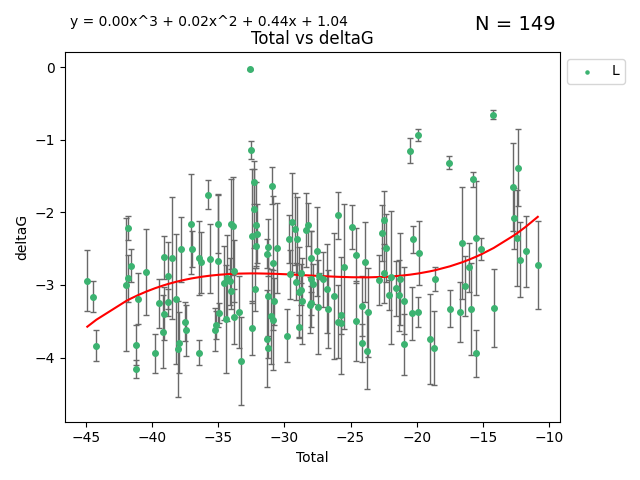 y = 0.00x^3 + 0.02x^2 + 0.44x + 1.04
N = 149
Total vs deltaG
L
deltaG
0
−1
−2
−3
−4
−45 −40 −35 −30 −25 −20 −15 −10
Total